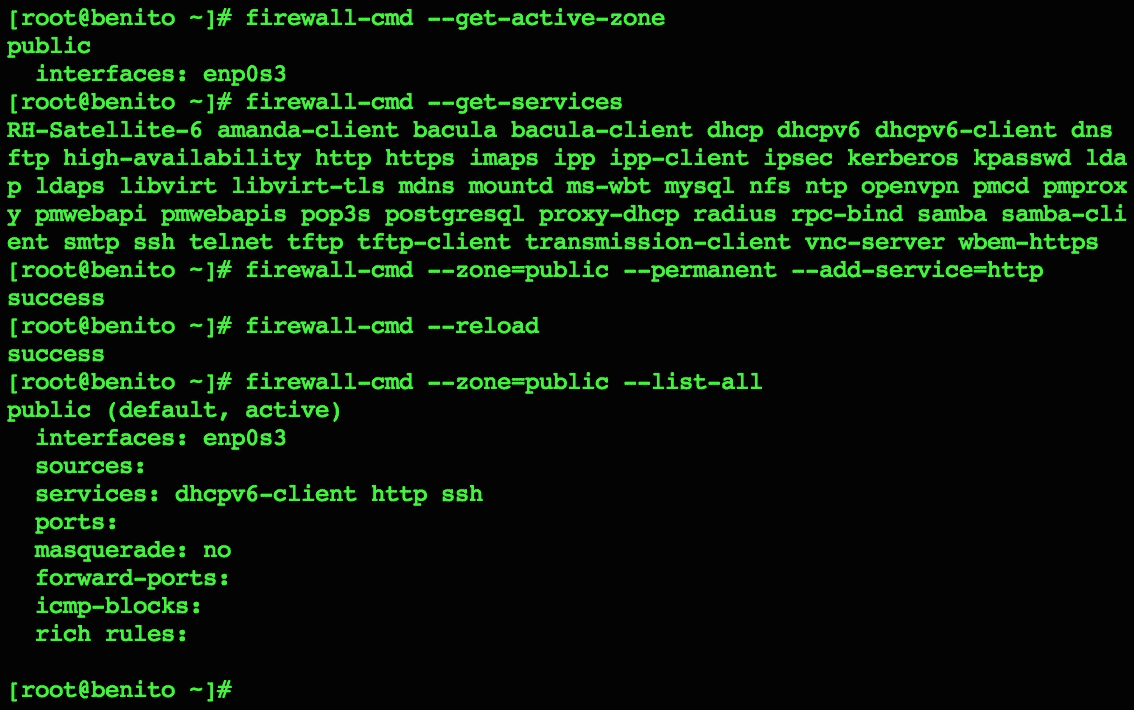 [root@benito ~]# firewall-cmd --get-active-zone
public
  interfaces: enp0s3
[root@benito ~]# firewall-cmd --get-services
RH-Satellite-6 amanda-client bacula bacula-client dhcp dhcpv6 dhcpv6-client dns
ftp high-availability http https imaps ipp ipp-client ipsec kerberos kpasswd lda
p ldaps libvirt libvirt-tls mdns mountd ms-wbt mysql nfs ntp openvpn pmcd pmprox
y pmwebapi pmwebapis pop3s postgresql proxy-dhcp radius rpc-bind samba samba-cli
ent smtp ssh telnet tftp tftp-client transmission-client vnc-server wbem-https
[root@benito ~]# firewall-cmd --zone=public --permanent --add-service=http
success
[root@benito ~]# firewall-cmd --reload
success
[root@benito ~]# firewall-cmd --zone=public --list-all
public (default, active)
  interfaces: enp0s3
  sources:
  services: dhcpv6-client http ssh
  ports:
  masquerade: no
  forward-ports:
  icmp-blocks:
  rich rules:
[root@benito ~]#